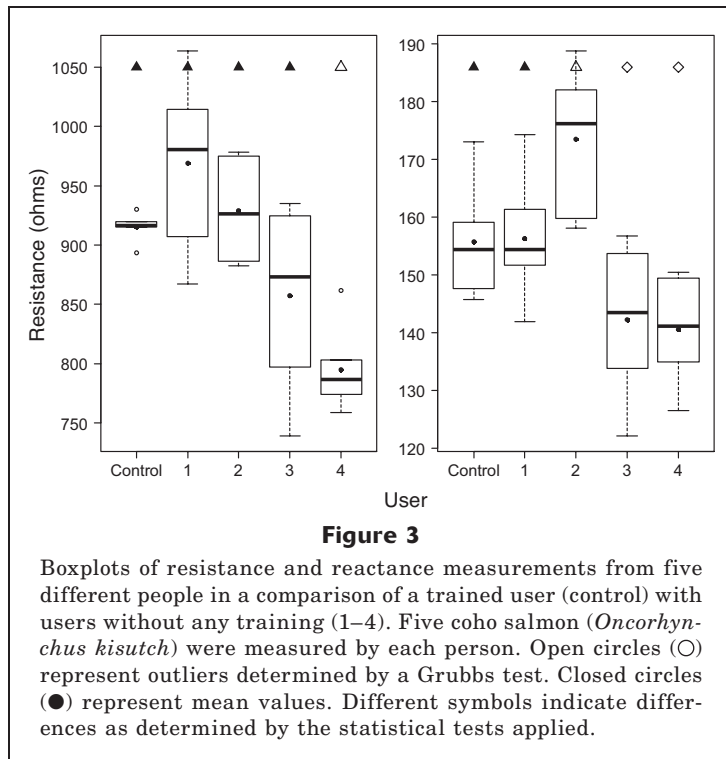 1050
1000
950
900
850
800
750
Resistance (ohms)
Control 1 2 3 4
190
180
170
160
150
140
130
120
Control 1 2 3 4
User
Figure 3
Boxplots of resistance and reactance measurements from five
different people in a comparison of a trained user (control) with
users without any training (1–4). Five coho salmon (Oncorhyn-
chus kisutch) were measured by each person. Open circles (○)
represent outliers determined by a Grubbs test. Closed circles
(●) represent mean values. Different symbols indicate differ-
ences as determined by the statistical tests applied.